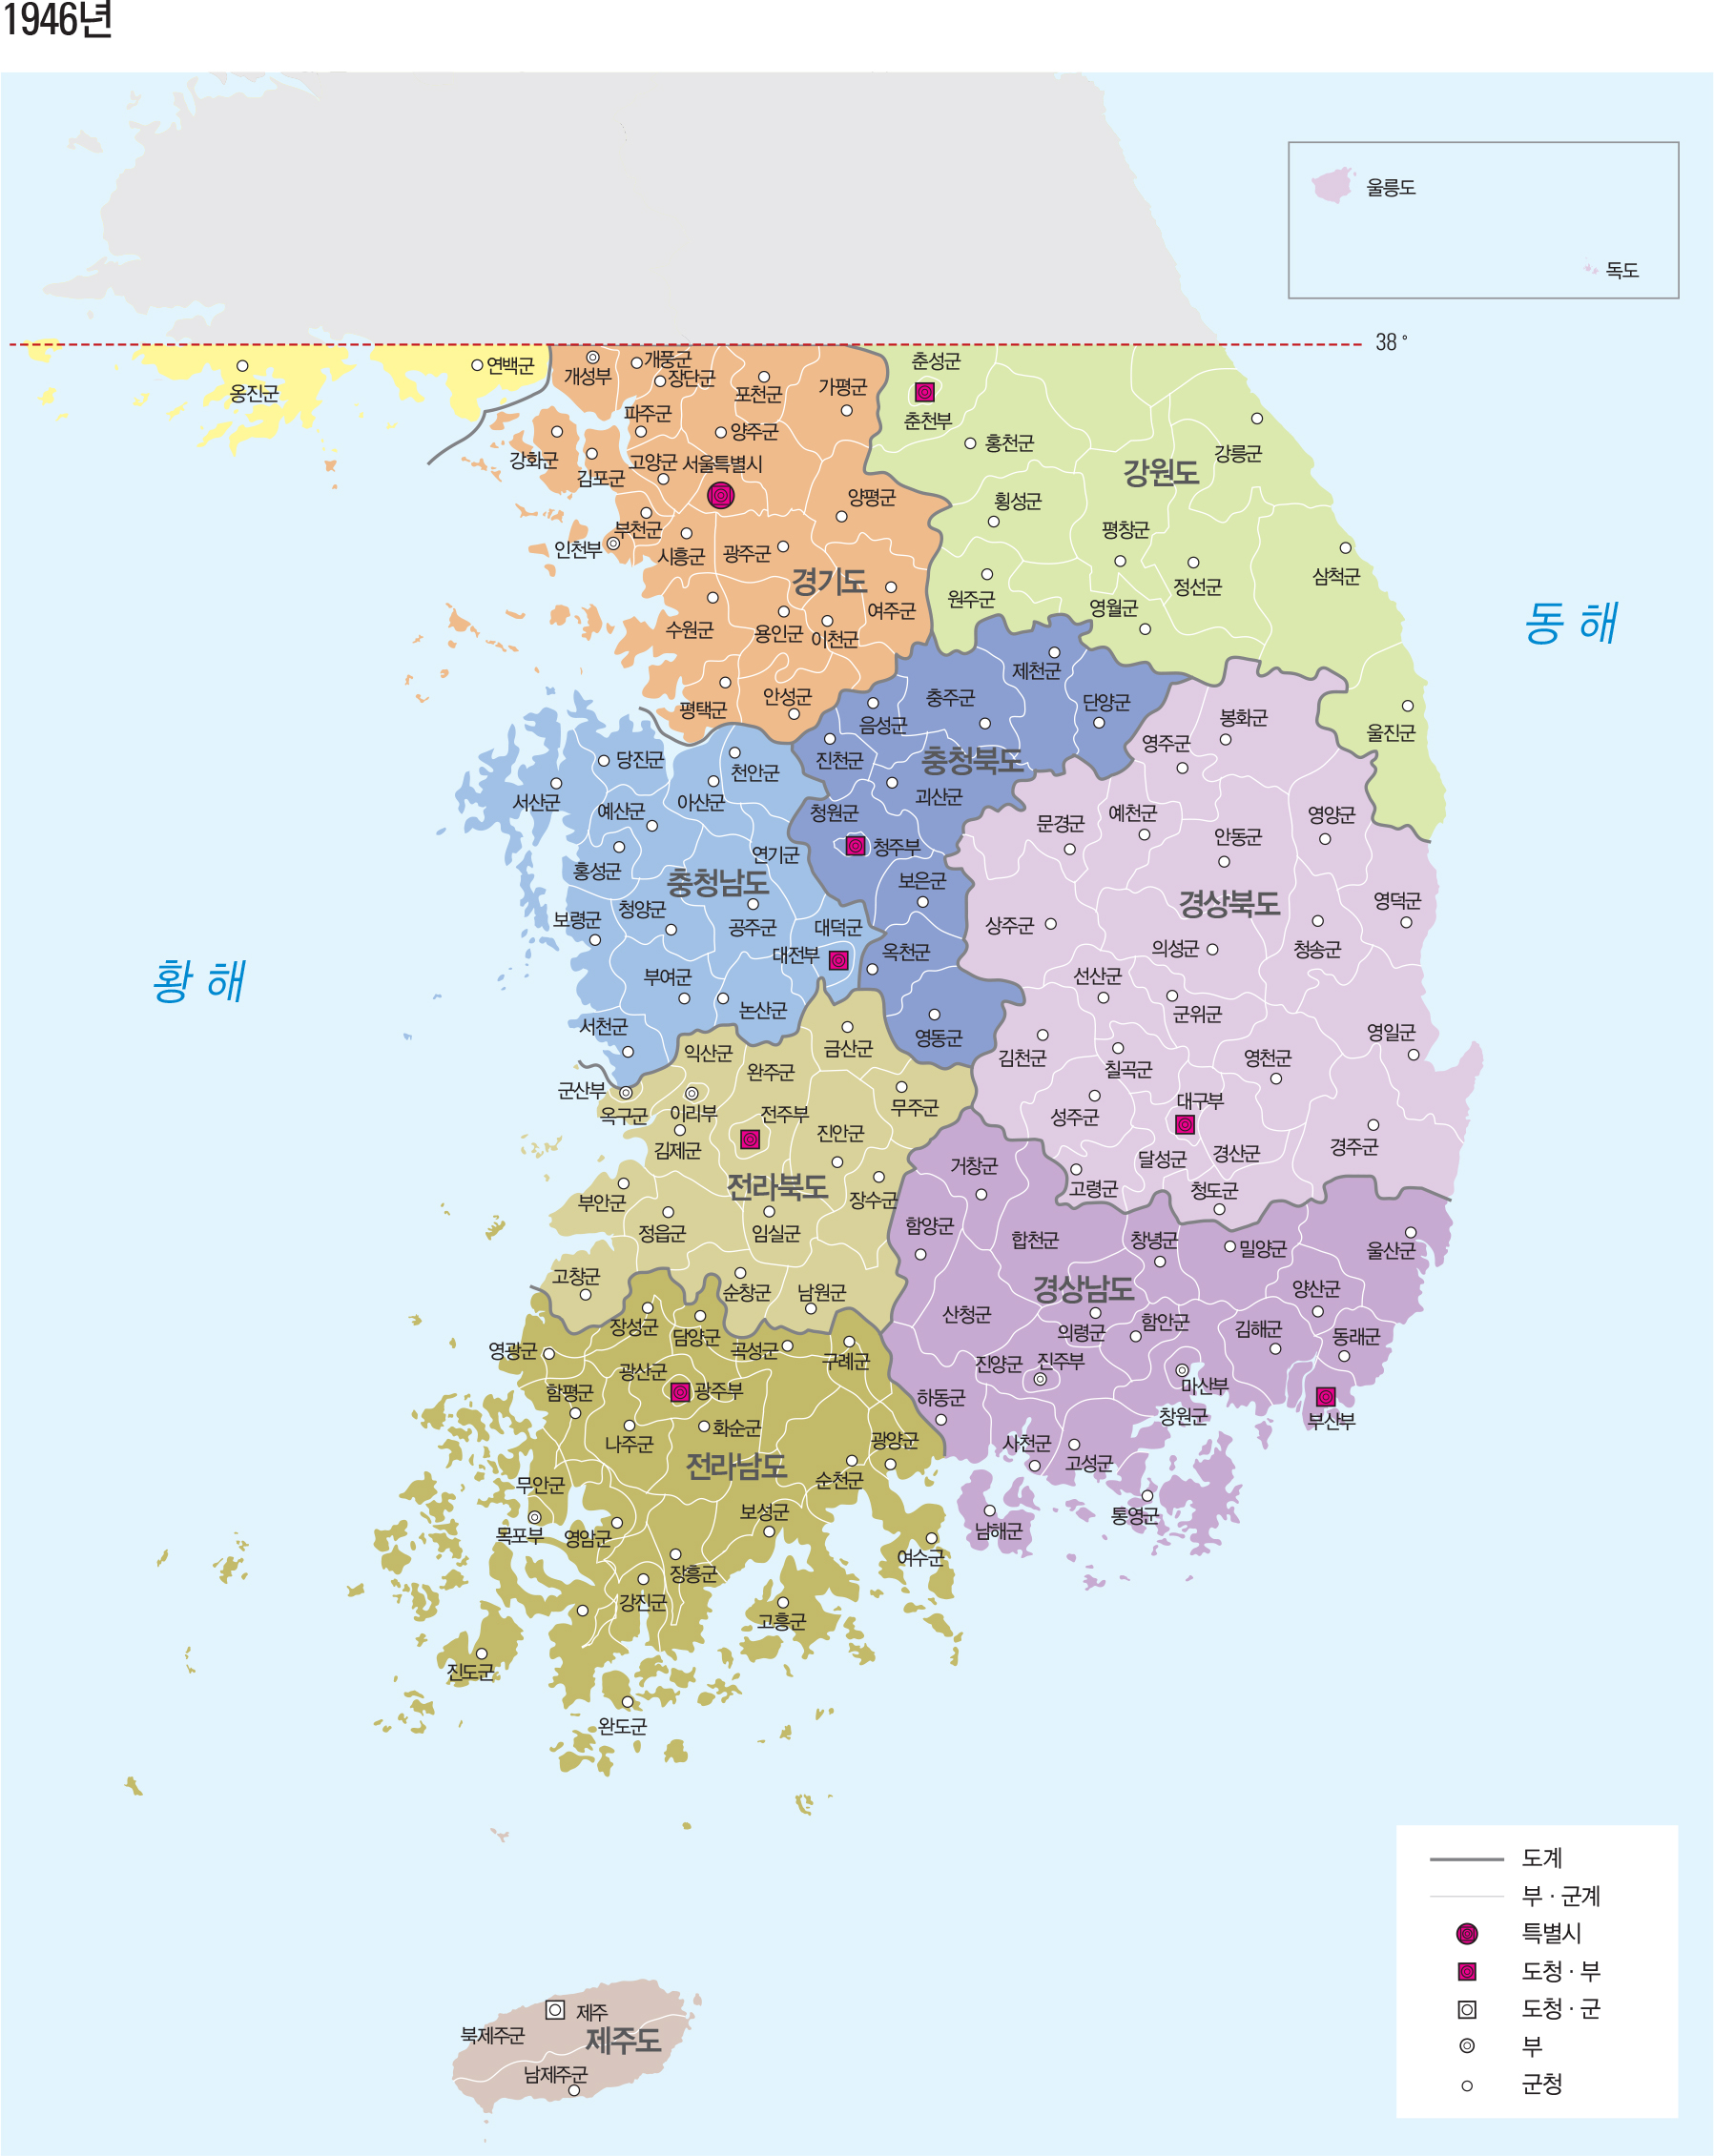 1946년
울릉도
독도
38°
개성부
개풍군
장단군
연백군
옹진군
포천군
가평군
춘성군
춘천부
파주군
양주군
홍천군
강릉군
강화군
김포군
고양군
서울특별시
강원도
양평군
횡성군
부천군
인천부
시흥군
광주군
평창군
경기도
정선군
삼척군
여주군
원주군
영월군
수원군
용인군
이천군
동해
제천군
평택군
안성군
충주군
단양군
음성군
봉화군
울진군
영주군
당진군
천안군
진천군
충청북도
서산군
아산군
괴산군
예산군
청원군
문경군
예천군
영양군
안동군
홍성군
연기군
청주부
충청남도
보은군
경상북도
영덕군
보령군
청양군
공주군
대덕군
상주군
의성군
청송군
대전부
옥천군
황해
부여군
선산군
논산군
군위군
서천군
영동군
영일군
익산군
금산군
김천군
칠곡군
영천군
완주군
군산부
옥구군
이리부
전주부
무주군
성주군
대구부
김제군
진안군
달성군
경산군
경주군
거창군
전라북도
부안군
장수군
고령군
청도군
정읍군
임실군
함양군
합천군
창녕군
밀양군
울산군
고창군
순창군
남원군
경상남도
양산군
산청군
장성군
담양군
곡성군
구례군
의령군
함안군
김해군
동래군
영광군
광산군
광주부
진양군
진주부
마산부
함평군
하동군
창원군
부산부
나주군
화순군
광양군
사천군
고성군
전라남도
순천군
무안군
목포부
영암군
보성군
남해군
통영군
여수군
장흥군
강진군
고흥군
진도군
완도군
도계
부 · 군계
특별시
도청 · 부
도청 · 군
부
군청
제주
북제주군
제주도
남제주군